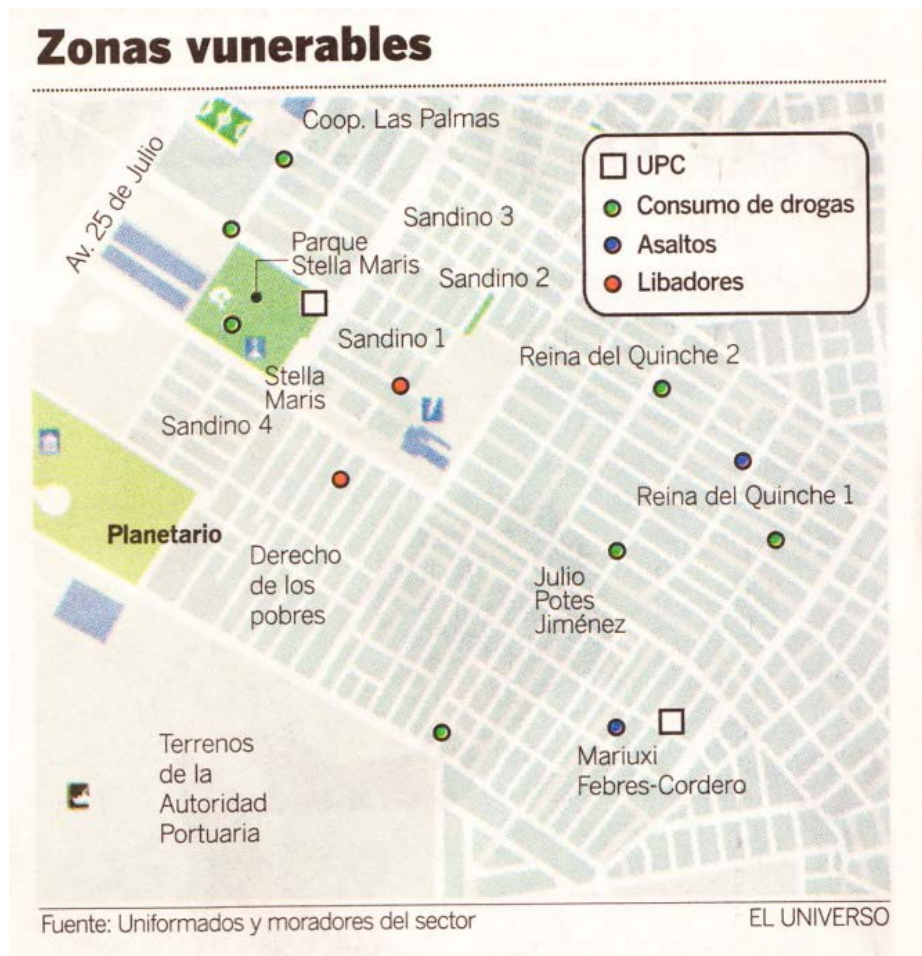 Zonas vunerables
Coop. Las Palmas
Av. 25 de Julio
UPC
Consumo de drogas
Asaltos
Libadores
Sandino 3
Parque
Stella Maris
Sandino 2
Sandino 1
Reina del Quinche 2
Stella
Maris
Sandino 4
Reina del Quinche 1
Planetario
Derecho
de los
pobres
Julio
Potes
Jiménez
Terrenos
de la
Autoridad
Portuaria
Mariuxi
Febres-Cordero
Fuente: Uniformados y moradores del sector
EL UNIVERSO